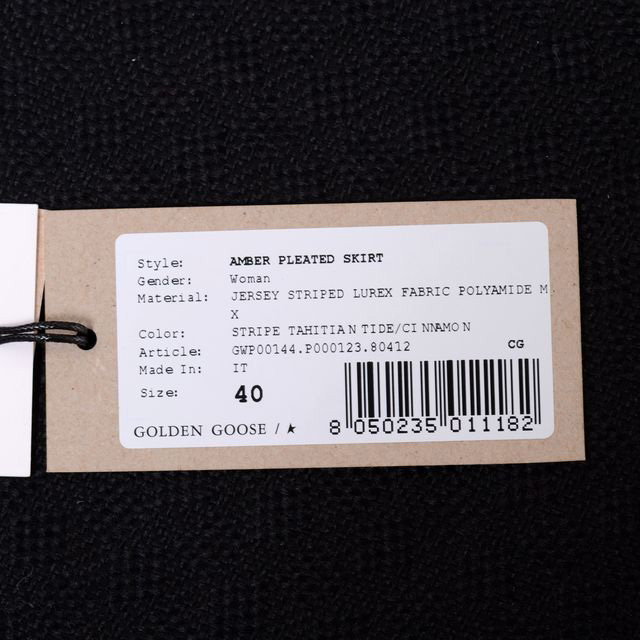 Style: AMBER PLEATED SKIRT
Gender: Woman
Material: JERSEY STRIPED LUREX FABRIC POLYAMIDE M
X
Color: STRIPE TAHITIAN TIDE/CINNAMON
Article: GWP00144.P000123.80412 CG
Made In: IT
Size: 40
GOLDEN GOOSE / ★ 8 050235 011182